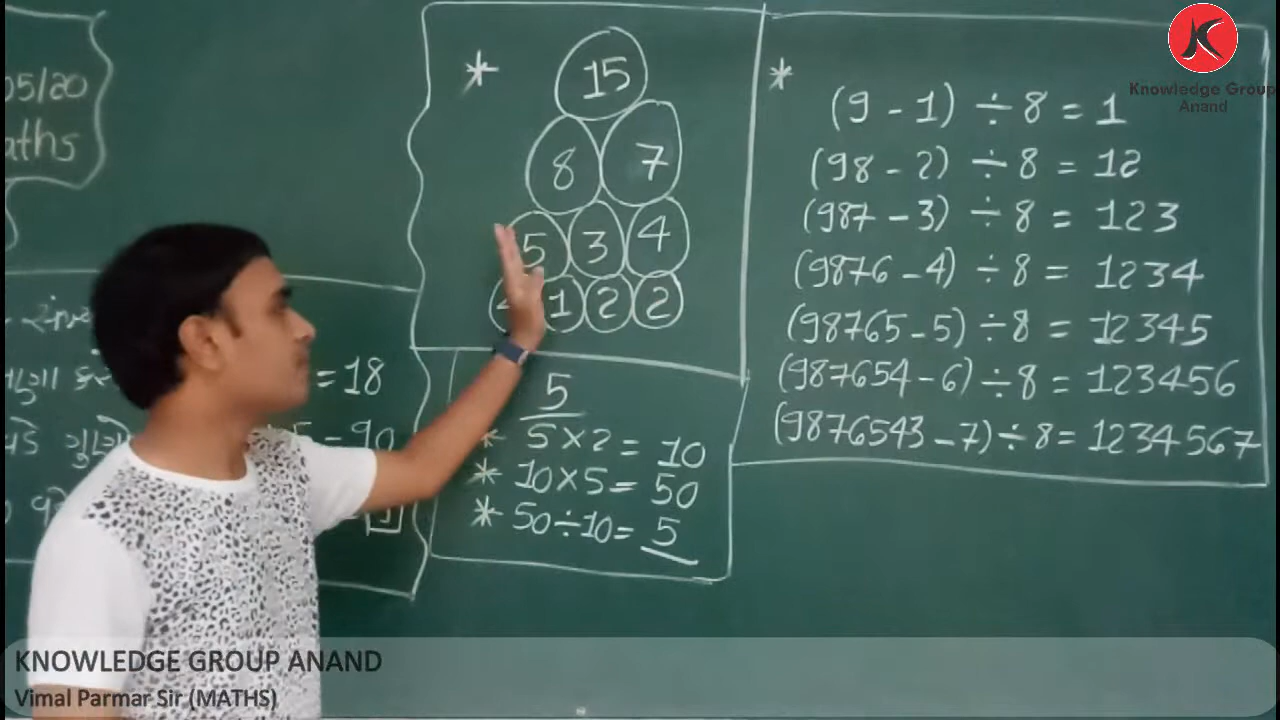 05/20
15
8 7
5 3 4
1 2 2
* (9 - 1) ÷ 8 = 1
(98 - 2) ÷ 8 = 12
(987 - 3) ÷ 8 = 123
(9876 - 4) ÷ 8 = 1234
(98765 - 5) ÷ 8 = 12345
(987654 - 6) ÷ 8 = 123456
(9876543 - 7) ÷ 8 = 1234567
= 18
5
* 5 × 2 = 10
* 10 × 5 = 50
* 50 ÷ 10 = 5
K
Knowledge Group
Anand
KNOWLEDGE GROUP ANAND
Vimal Parmar Sir (MATHS)